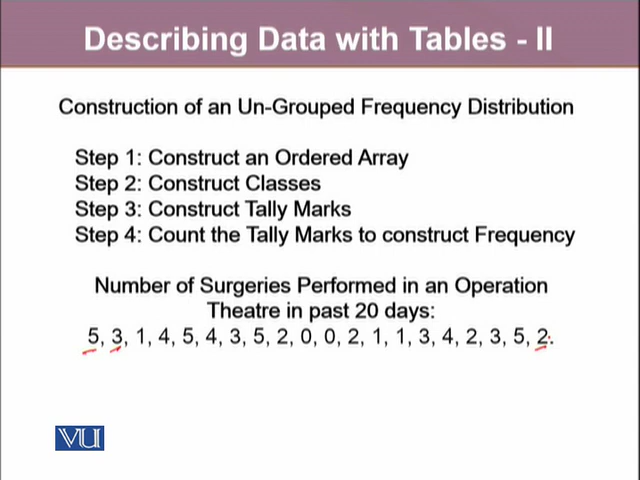 Describing Data with Tables - II
Construction of an Un-Grouped Frequency Distribution
Step 1: Construct an Ordered Array
Step 2: Construct Classes
Step 3: Construct Tally Marks
Step 4: Count the Tally Marks to construct Frequency
Number of Surgeries Performed in an Operation
Theatre in past 20 days:
5, 3, 1, 4, 5, 4, 3, 5, 2, 0, 0, 2, 1, 1, 3, 4, 2, 3, 5, 2.
VU